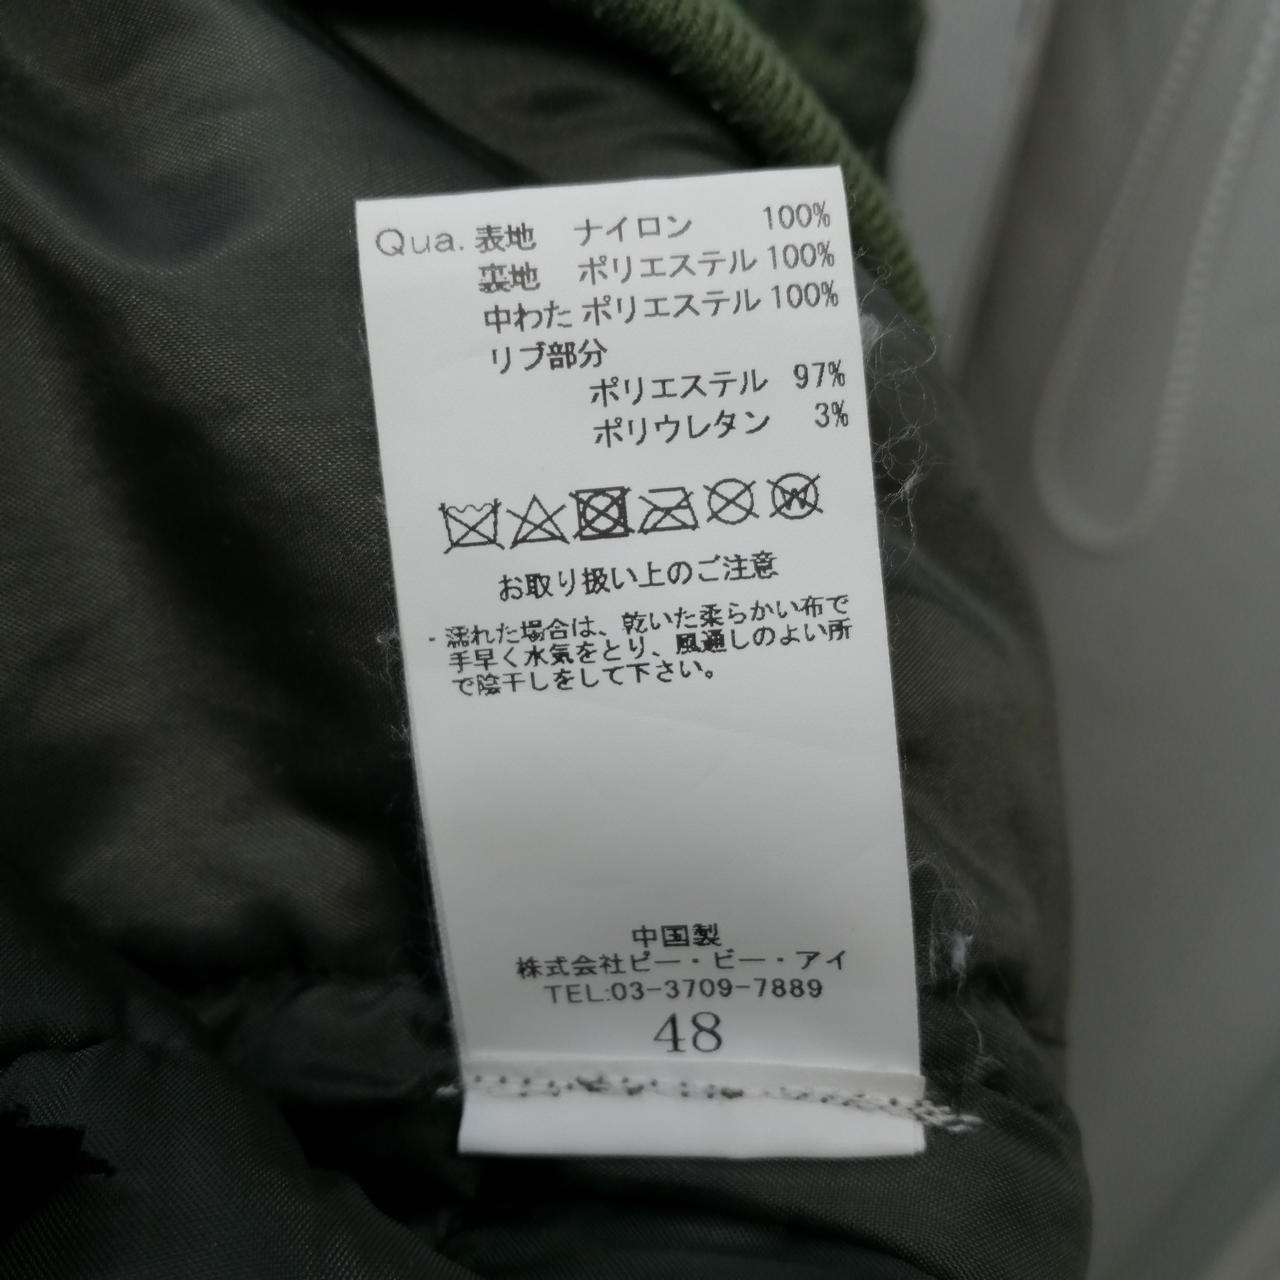 Qua. 表地 ナイロン 100%
裏地 ポリエステル 100%
中わた ポリエステル 100%
リブ部分
ポリエステル 97%
ポリウレタン 3%
W
お取り扱い上のご注意
・濡れた場合は、乾いた柔らかい布で
手早く水気をとり、風通しのよい所
で陰干しをして下さい。
中国製
株式会社ピー・ビー・アイ
TEL:03-3709-7889
48